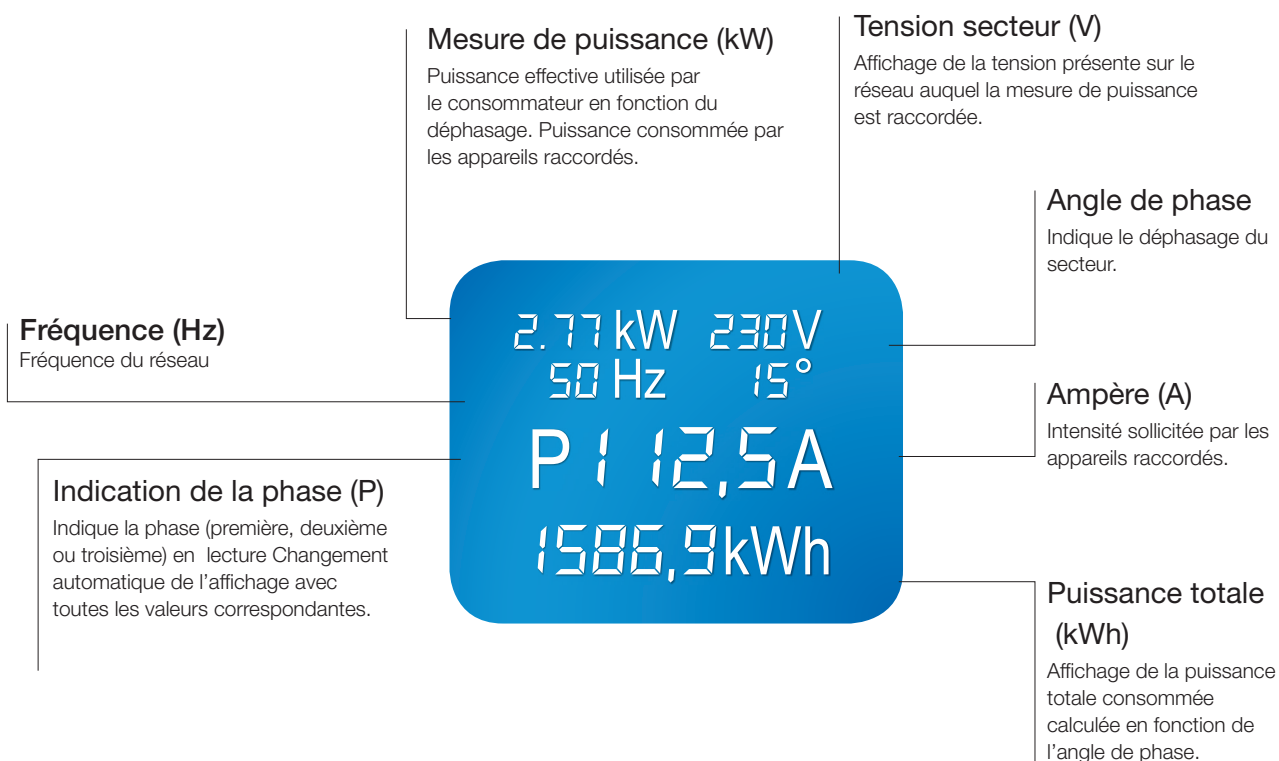 Mesure de puissance (kW)
Puissance effective utilisée par
le consommateur en fonction du
déphasage. Puissance consommée par
les appareils raccordés.
Tension secteur (V)
Affichage de la tension présente sur le
réseau auquel la mesure de puissance
est raccordée.
Angle de phase
Indique le déphasage du
secteur.
Fréquence (Hz)
Fréquence du réseau
2.77 kW 230V
50 Hz 15°
P1 12,5A
1586,9kWh
Ampère (A)
Intensité sollicitée par les
appareils raccordés.
Indication de la phase (P)
Indique la phase (première, deuxième
ou troisième) en lecture Changement
automatique de l'affichage avec
toutes les valeurs correspondantes.
Puissance totale
(kWh)
Affichage de la puissance
totale consommée
calculée en fonction de
l'angle de phase.